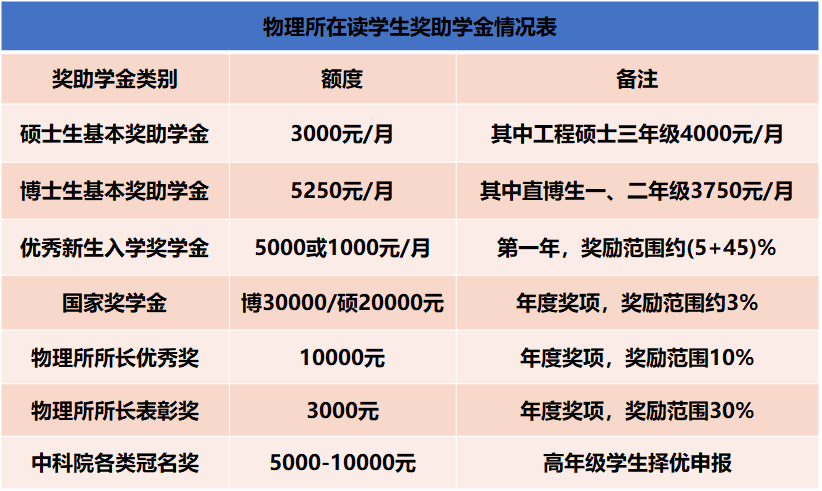 物理所在读学生奖助学金情况表
奖助学金类别 额度 备注
硕士生基本奖助学金 3000元/月 其中工程硕士三年级4000元/月
博士生基本奖助学金 5250元/月 其中直博生一、二年级3750元/月
优秀新生入学奖学金 5000或1000元/月 第一年，奖励范围约(5+45)%
国家奖学金 博30000/硕20000元 年度奖项，奖励范围约3%
物理所所长优秀奖 10000元 年度奖项，奖励范围10%
物理所所长表彰奖 3000元 年度奖项，奖励范围30%
中科院各类冠名奖 5000-10000元 高年级学生择优申报